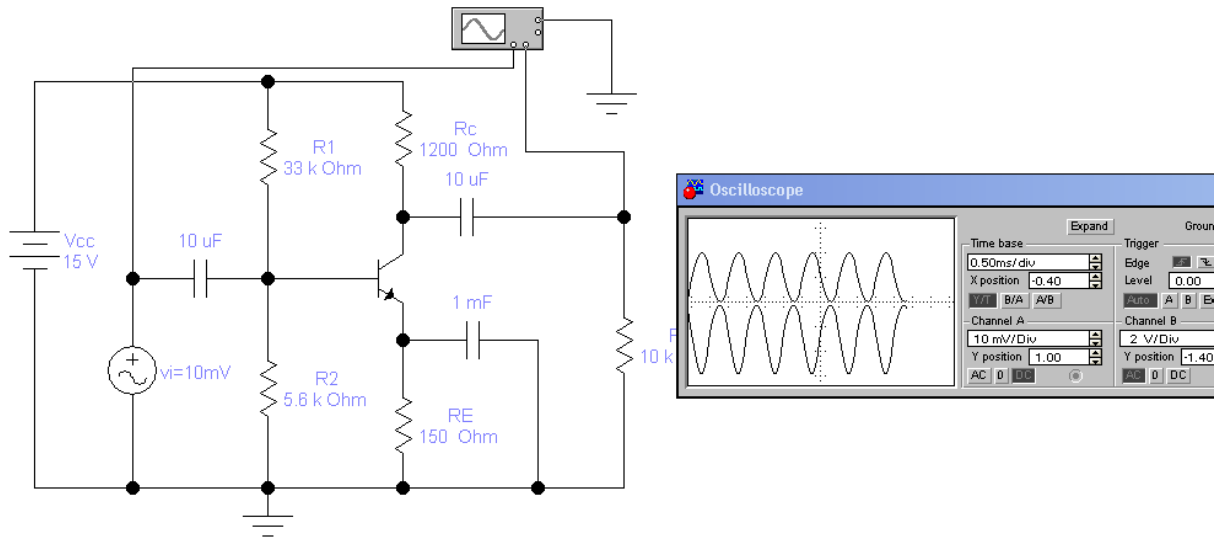 R1
33 k Ohm
Rc
1200 Ohm
10 uF
Vcc
15 V
10 uF
1 mF
vi=10mV
R2
5.6 k Ohm
RE
150 Ohm
10 k
Oscilloscope
Expand
Groun
Time base
0.50ms/div
X position -0.40
Y/T B/A A/B
Trigger
Edge
Level 0.00
Auto A B Ex
Channel A
10 mV/Div
Y position 1.00
AC 0 DC
Channel B
2 V/Div
Y position -1.40
AC 0 DC